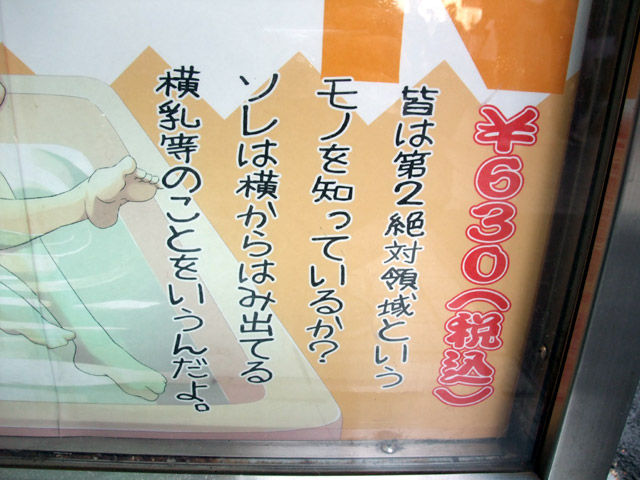 ¥630(税込)
皆は第2絶対領域という
モノを知っているか?
ソレは横からはみ出てる
横乳等のことをいうんだよ。